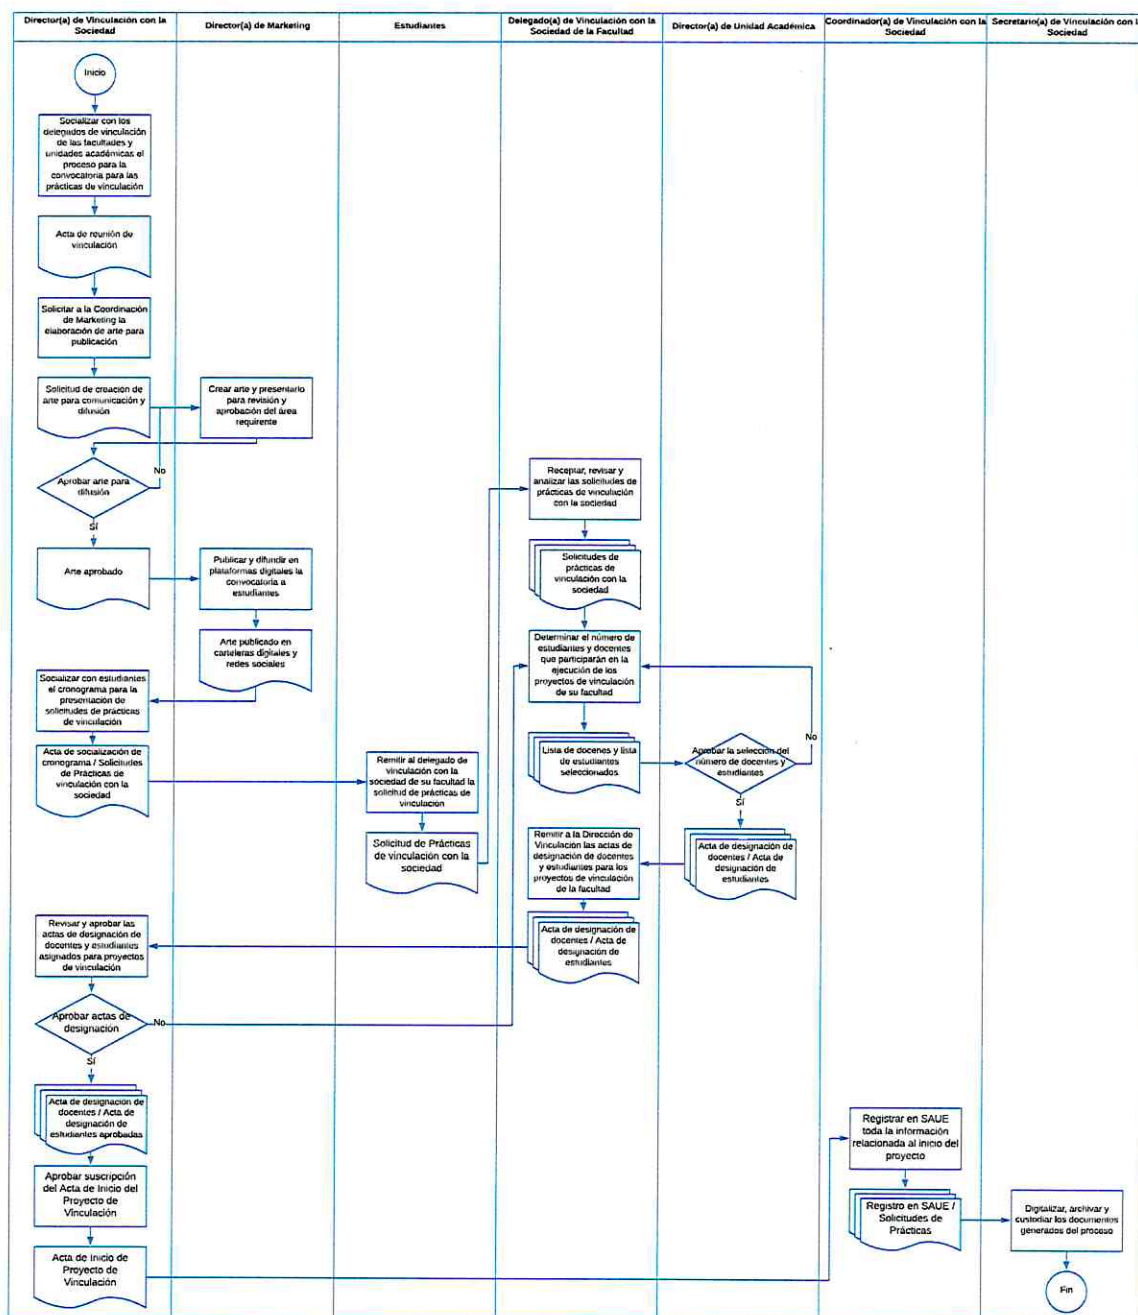 Director(a) de Vinculación con la
Sociedad
Director(a) de Marketing
Estudiantes
Delegado(a) de Vinculación con la
Sociedad de la Facultad
Director(a) de Unidad Académica
Coordinador(a) de Vinculación con la
Sociedad
Secretario(a) de Vinculación con l
Sociedad
Inicio
Socializar con los
delegados de vinculación
de las facultades y
unidades académicas el
proceso para la
convocatoria para las
prácticas de vinculación
Acta de reunión de
vinculación
Solicitar a la Coordinación
de Marketing la
elaboración de arte para
publicación
Solicitud de creación de
arte para comunicación y
difusión
Crear arte y presentarlo
para revisión y
aprobación del área
requirente
No
Aprobar arte para
difusión
Sí
Arte aprobado
Publicar y difundir en
plataformas digitales la
convocatoria a
estudiantes
Arte publicado en
carteleras digitales y
redes sociales
Socializar con estudiantes
el cronograma para la
presentación de
solicitudes de prácticas
de vinculación
Acta de socialización de
cronograma / Solicitudes
de Prácticas de
vinculación con la
sociedad
Remitir al delegado de
vinculación con la
sociedad de su facultad la
solicitud de prácticas de
vinculación
Solicitud de Prácticas
de vinculación con la
sociedad
Receptar, revisar y
analizar las solicitudes de
prácticas de vinculación
con la sociedad
Solicitudes de
prácticas de
vinculación con la
sociedad
Determinar el número de
estudiantes y docentes
que participarán en la
ejecución de los
proyectos de vinculación
de su facultad
Lista de docenes y lista
de estudiantes
seleccionados
Aprobar la selección del
número de docentes y
estudiantes
No
Sí
Acta de designación de
docentes / Acta de
designación de
estudiantes
Remitir a la Dirección de
Vinculación las actas de
designación de docentes
y estudiantes para los
proyectos de vinculación
de la facultad
Acta de designación de
docentes / Acta de
designación de
estudiantes
Revisar y aprobar las
actas de designación de
docentes y estudiantes
asignados para proyectos
de vinculación
Aprobar actas de
designación
No
Sí
Acta de designación de
docentes / Acta de
designación de
estudiantes aprobadas
Aprobar suscripción
del Acta de Inicio del
Proyecto de
Vinculación
Acta de Inicio de
Proyecto de
Vinculación
Registrar en SAUE
toda la información
relacionada al inicio del
proyecto
Registro en SAUE /
Solicitudes de
Prácticas
Digitalizar, archivar y
custodiar los documentos
generados del proceso
Fin